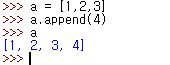 >>> a = [1,2,3]
>>> a.append(4)
>>> a
[1, 2, 3, 4]
>>>